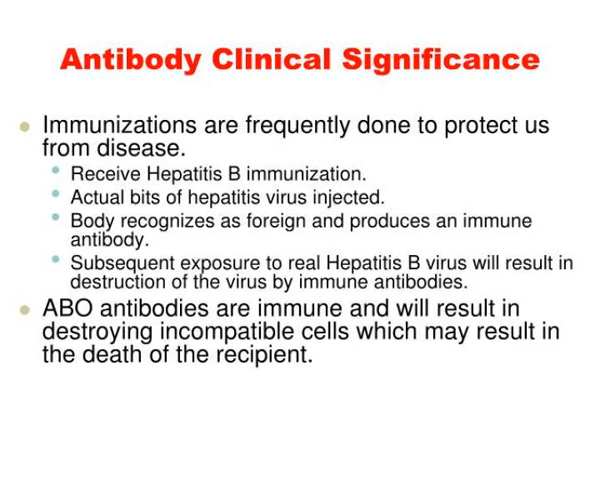 Antibody Clinical Significance
Immunizations are frequently done to protect us
from disease.
Receive Hepatitis B immunization.
Actual bits of hepatitis virus injected.
Body recognizes as foreign and produces an immune
antibody.
Subsequent exposure to real Hepatitis B virus will result in
destruction of the virus by immune antibodies.
ABO antibodies are immune and will result in
destroying incompatible cells which may result in
the death of the recipient.